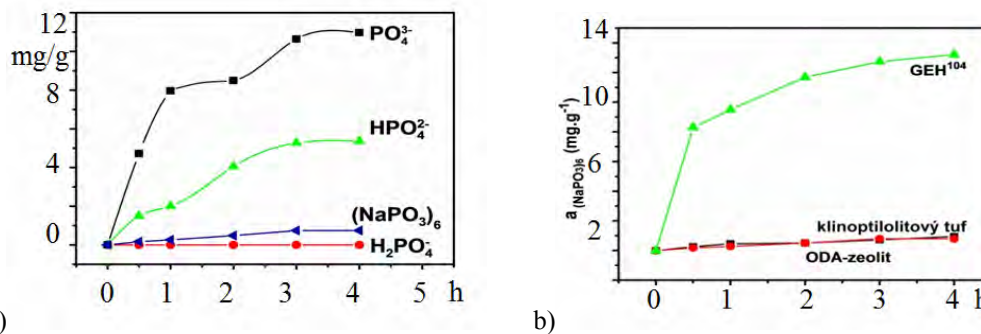 12
mg/g
8
4
0
PO₄³⁻
HPO₄²⁻
(NaPO₃)₆
H₂PO₄⁻
0 1 2 3 4 5 h
)
14
10
6
2
a (NaPO₃)₆ (mg.g⁻¹)
GEH¹⁰⁴
klinoptilolitový tuf
ODA-zeolit
0 1 2 3 4 h
b)